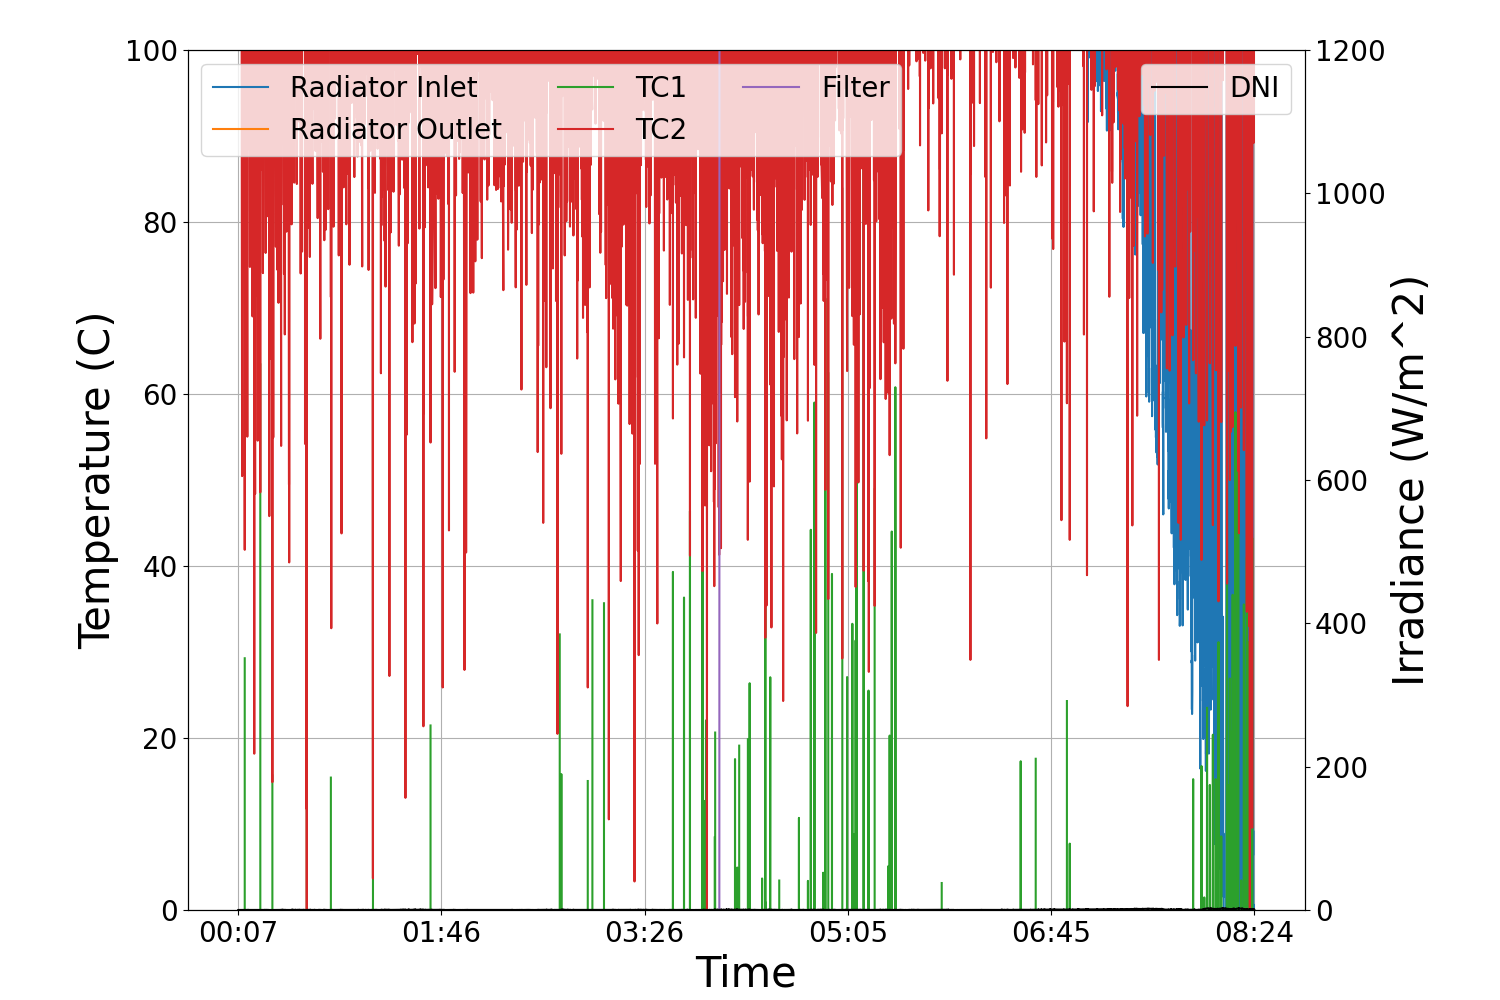 100
80
60
40
20
0
Temperature (C)
Radiator Inlet
Radiator Outlet
TC1
TC2
Filter
DNI
1200
1000
800
600
400
200
0
Irradiance (W/m^2)
00:07 01:46 03:26 05:05 06:45 08:24
Time